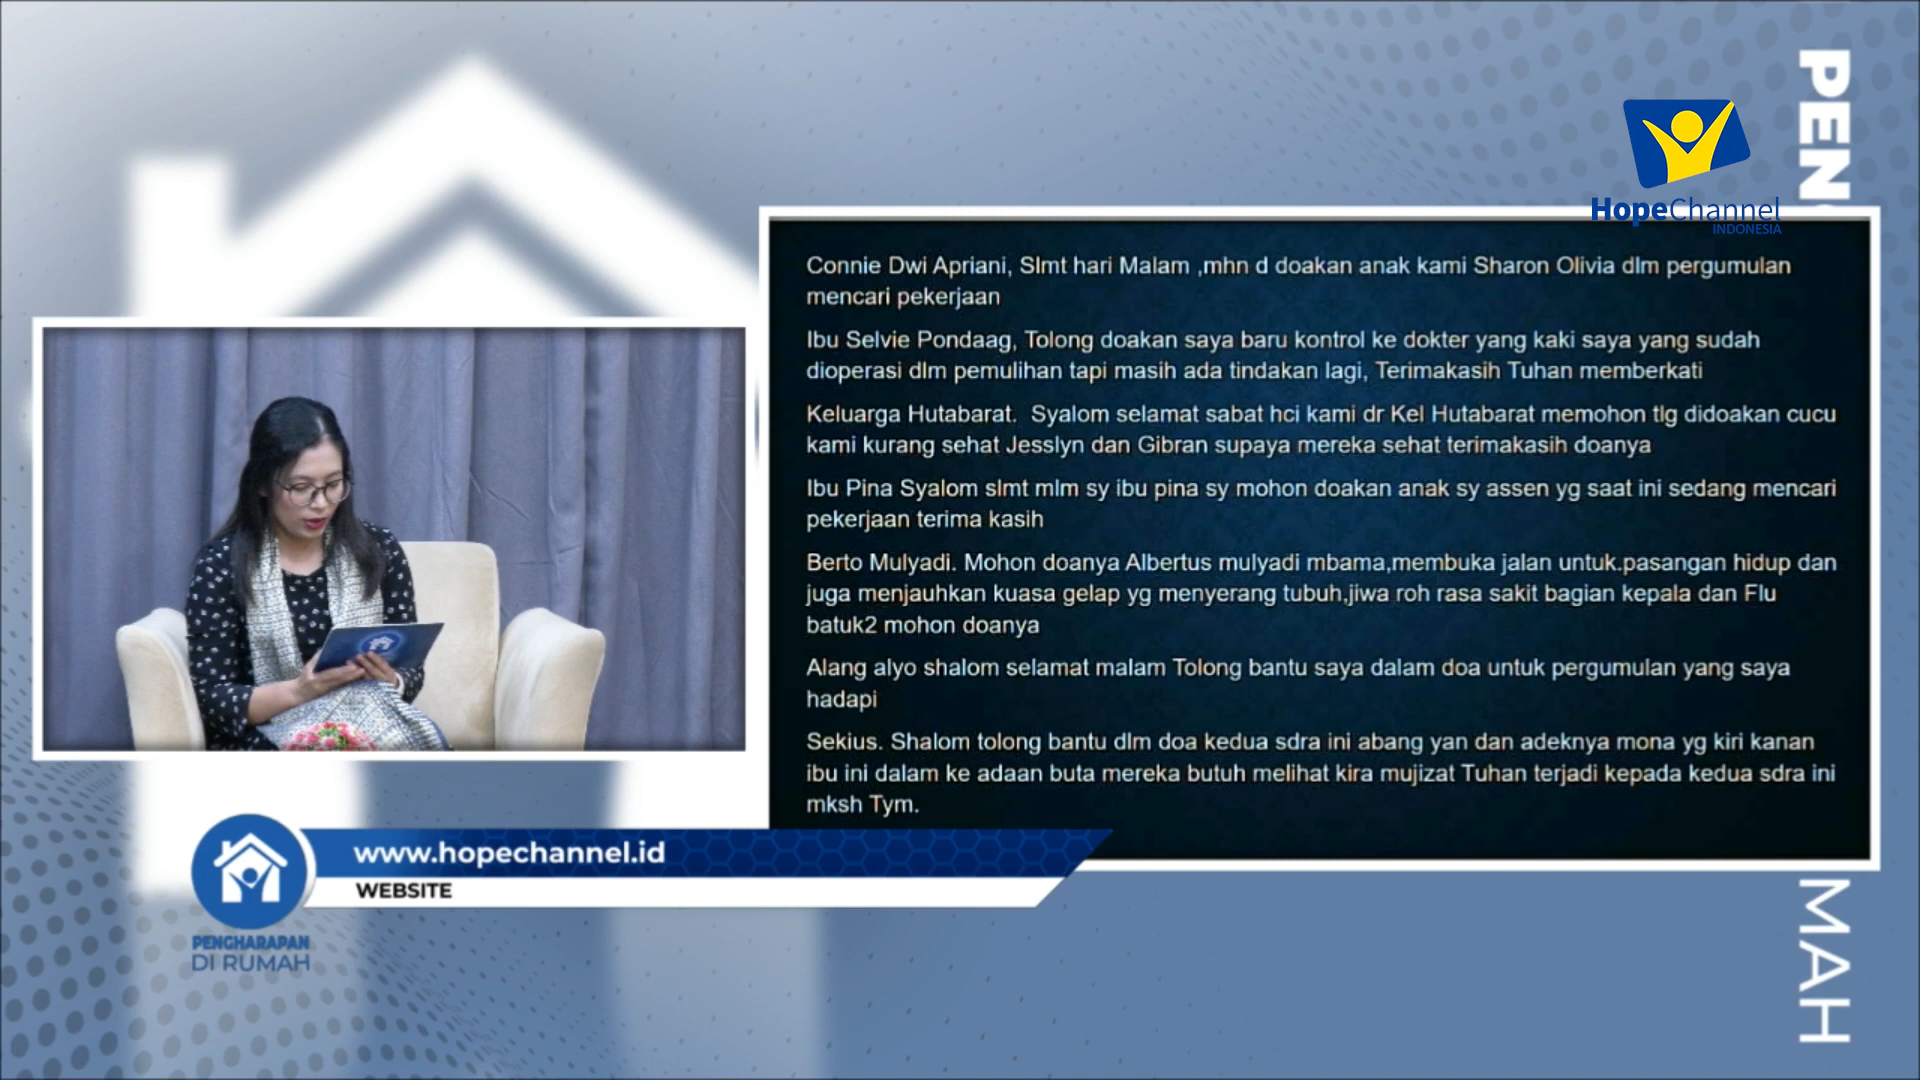 PEN
HopeChannel
INDONESIA
Connie Dwi Apriani, Slmt hari Malam ,mhn d doakan anak kami Sharon Olivia dlm pergumulan
mencari pekerjaan
Ibu Selvie Pondaag, Tolong doakan saya baru kontrol ke dokter yang kaki saya yang sudah
dioperasi dlm pemulihan tapi masih ada tindakan lagi, Terimakasih Tuhan memberkati
Keluarga Hutabarat.  Syalom selamat sabat hci kami dr Kel Hutabarat memohon tlg didoakan cucu
kami kurang sehat Jesslyn dan Gibran supaya mereka sehat terimakasih doanya
Ibu Pina Syalom slmt mlm sy ibu pina sy mohon doakan anak sy assen yg saat ini sedang mencari
pekerjaan terima kasih
Berto Mulyadi. Mohon doanya Albertus mulyadi mbama,membuka jalan untuk.pasangan hidup dan
juga menjauhkan kuasa gelap yg menyerang tubuh,jiwa roh rasa sakit bagian kepala dan Flu
batuk2 mohon doanya
Alang alyo shalom selamat malam Tolong bantu saya dalam doa untuk pergumulan yang saya
hadapi
Sekius. Shalom tolong bantu dlm doa kedua sdra ini abang yan dan adeknya mona yg kiri kanan
ibu ini dalam ke adaan buta mereka butuh melihat kira mujizat Tuhan terjadi kepada kedua sdra ini
mksh Tym.
www.hopechannel.id
WEBSITE
PENGHARAPAN
DI RUMAH
MAH